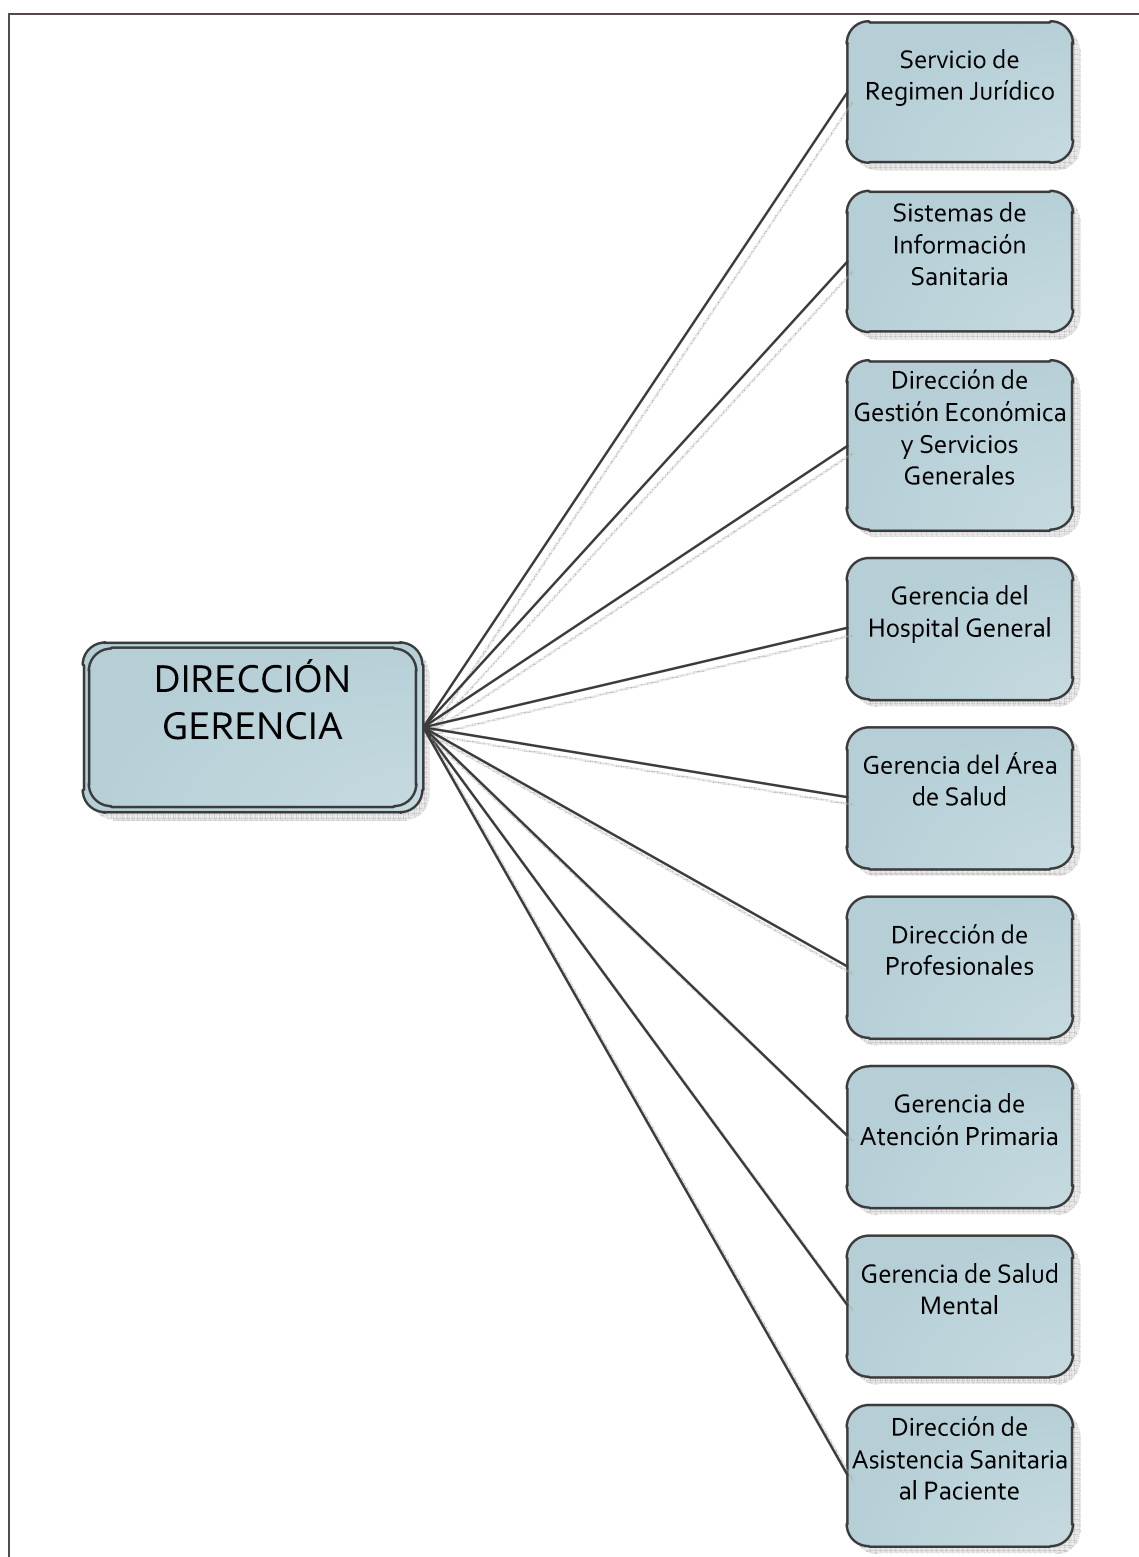 Servicio de
Regimen Jurídico
Sistemas de
Información
Sanitaria
Dirección de
Gestión Económica
y Servicios
Generales
Gerencia del
Hospital General
DIRECCIÓN
GERENCIA
Gerencia del Área
de Salud
Dirección de
Profesionales
Gerencia de
Atención Primaria
Gerencia de Salud
Mental
Dirección de
Asistencia Sanitaria
al Paciente